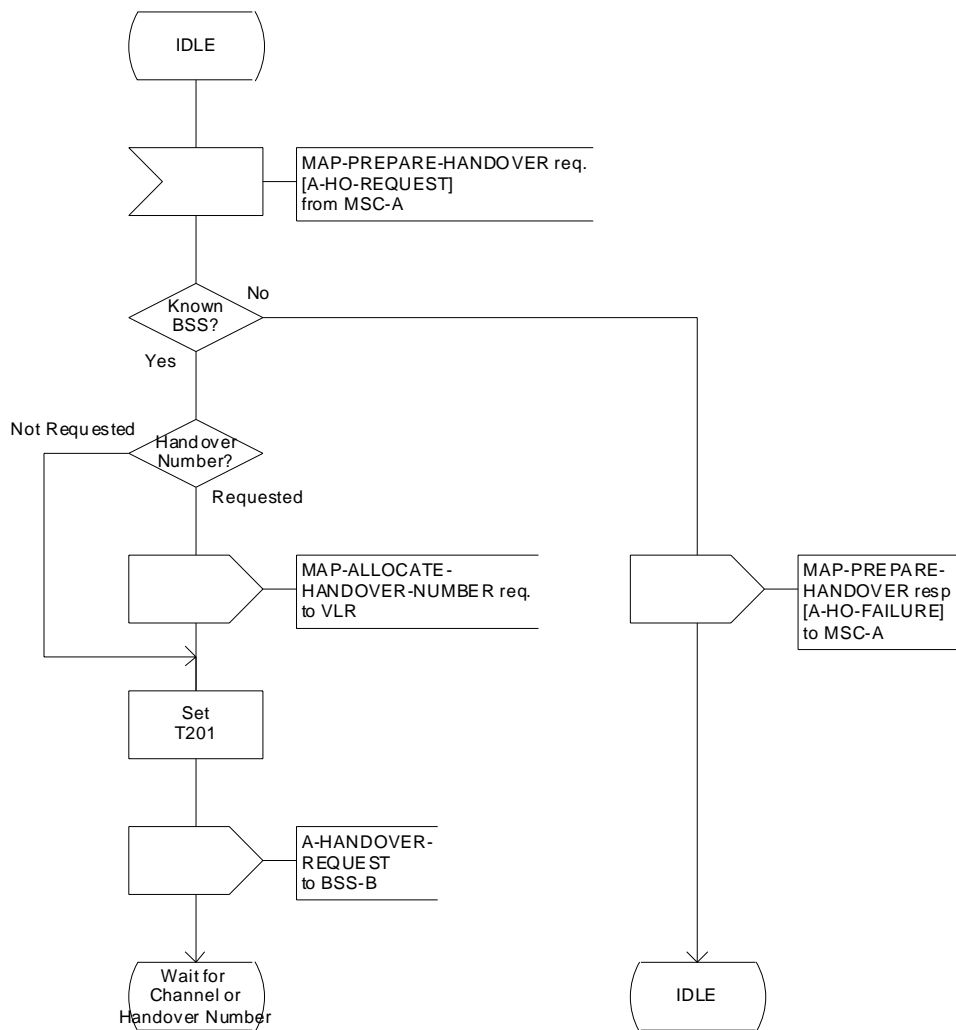 IDLE
MAP-PREPARE-HANDOVER req.
[A-HO-REQUEST]
from MSC-A
No
Known
BSS?
Yes
Not Requested
Handover
Number?
Requested
MAP-ALLOCATE-
HANDOVER-NUMBER req.
to VLR
MAP-PREPARE-
HANDOVER resp
[A-HO-FAILURE]
to MSC-A
Set
T201
A-HANDOVER-
REQUEST
to BSS-B
Wait for
Channel or
Handover Number
IDLE